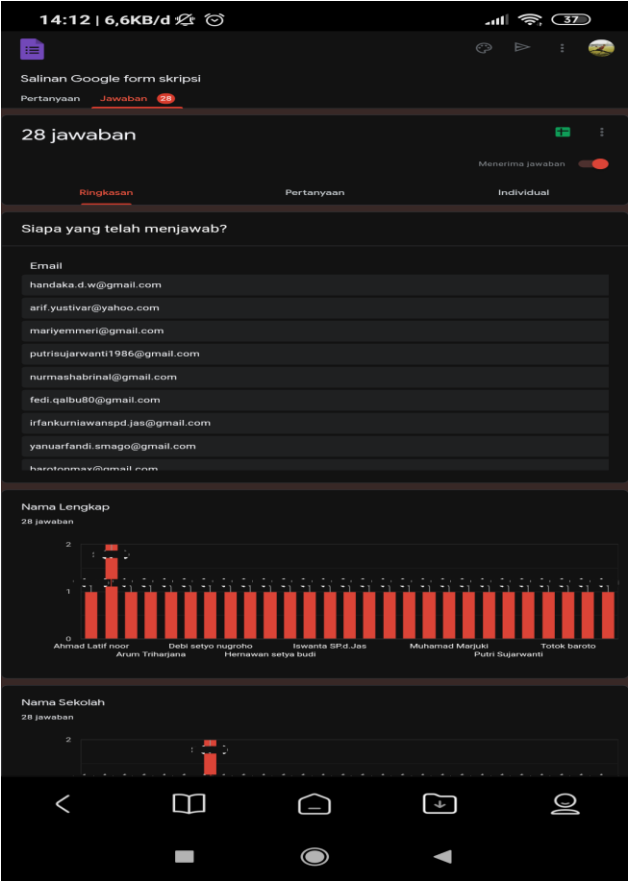 14:12 | 6,6KB/d 37
Salinan Google form skripsi
Pertanyaan Jawaban 28
28 jawaban
Menerima jawaban
Ringkasan Pertanyaan Individual
Siapa yang telah menjawab?
Email
handaka.d.w@gmail.com
arif.yustivar@yahoo.com
mariyemmeri@gmail.com
putrisujarwanti1986@gmail.com
nurmashabrinal@gmail.com
fedi.qalbu80@gmail.com
irfankurniawanspd.jas@gmail.com
yanuarfandi.smago@gmail.com
barotopmax@gmail.com
Nama Lengkap
28 jawaban
2
1
0
Ahmad Latif noor Debi setyo nugroho Iswanta SP.d.Jas Muhamad Marjuki Totok baroto
Arum Triharjana Hernawan setya budi Putri Sujarwanti
Nama Sekolah
28 jawaban
2